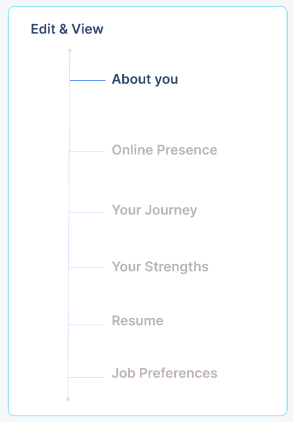 Edit & View
About you
Online Presence
Your Journey
Your Strengths
Resume
Job Preferences